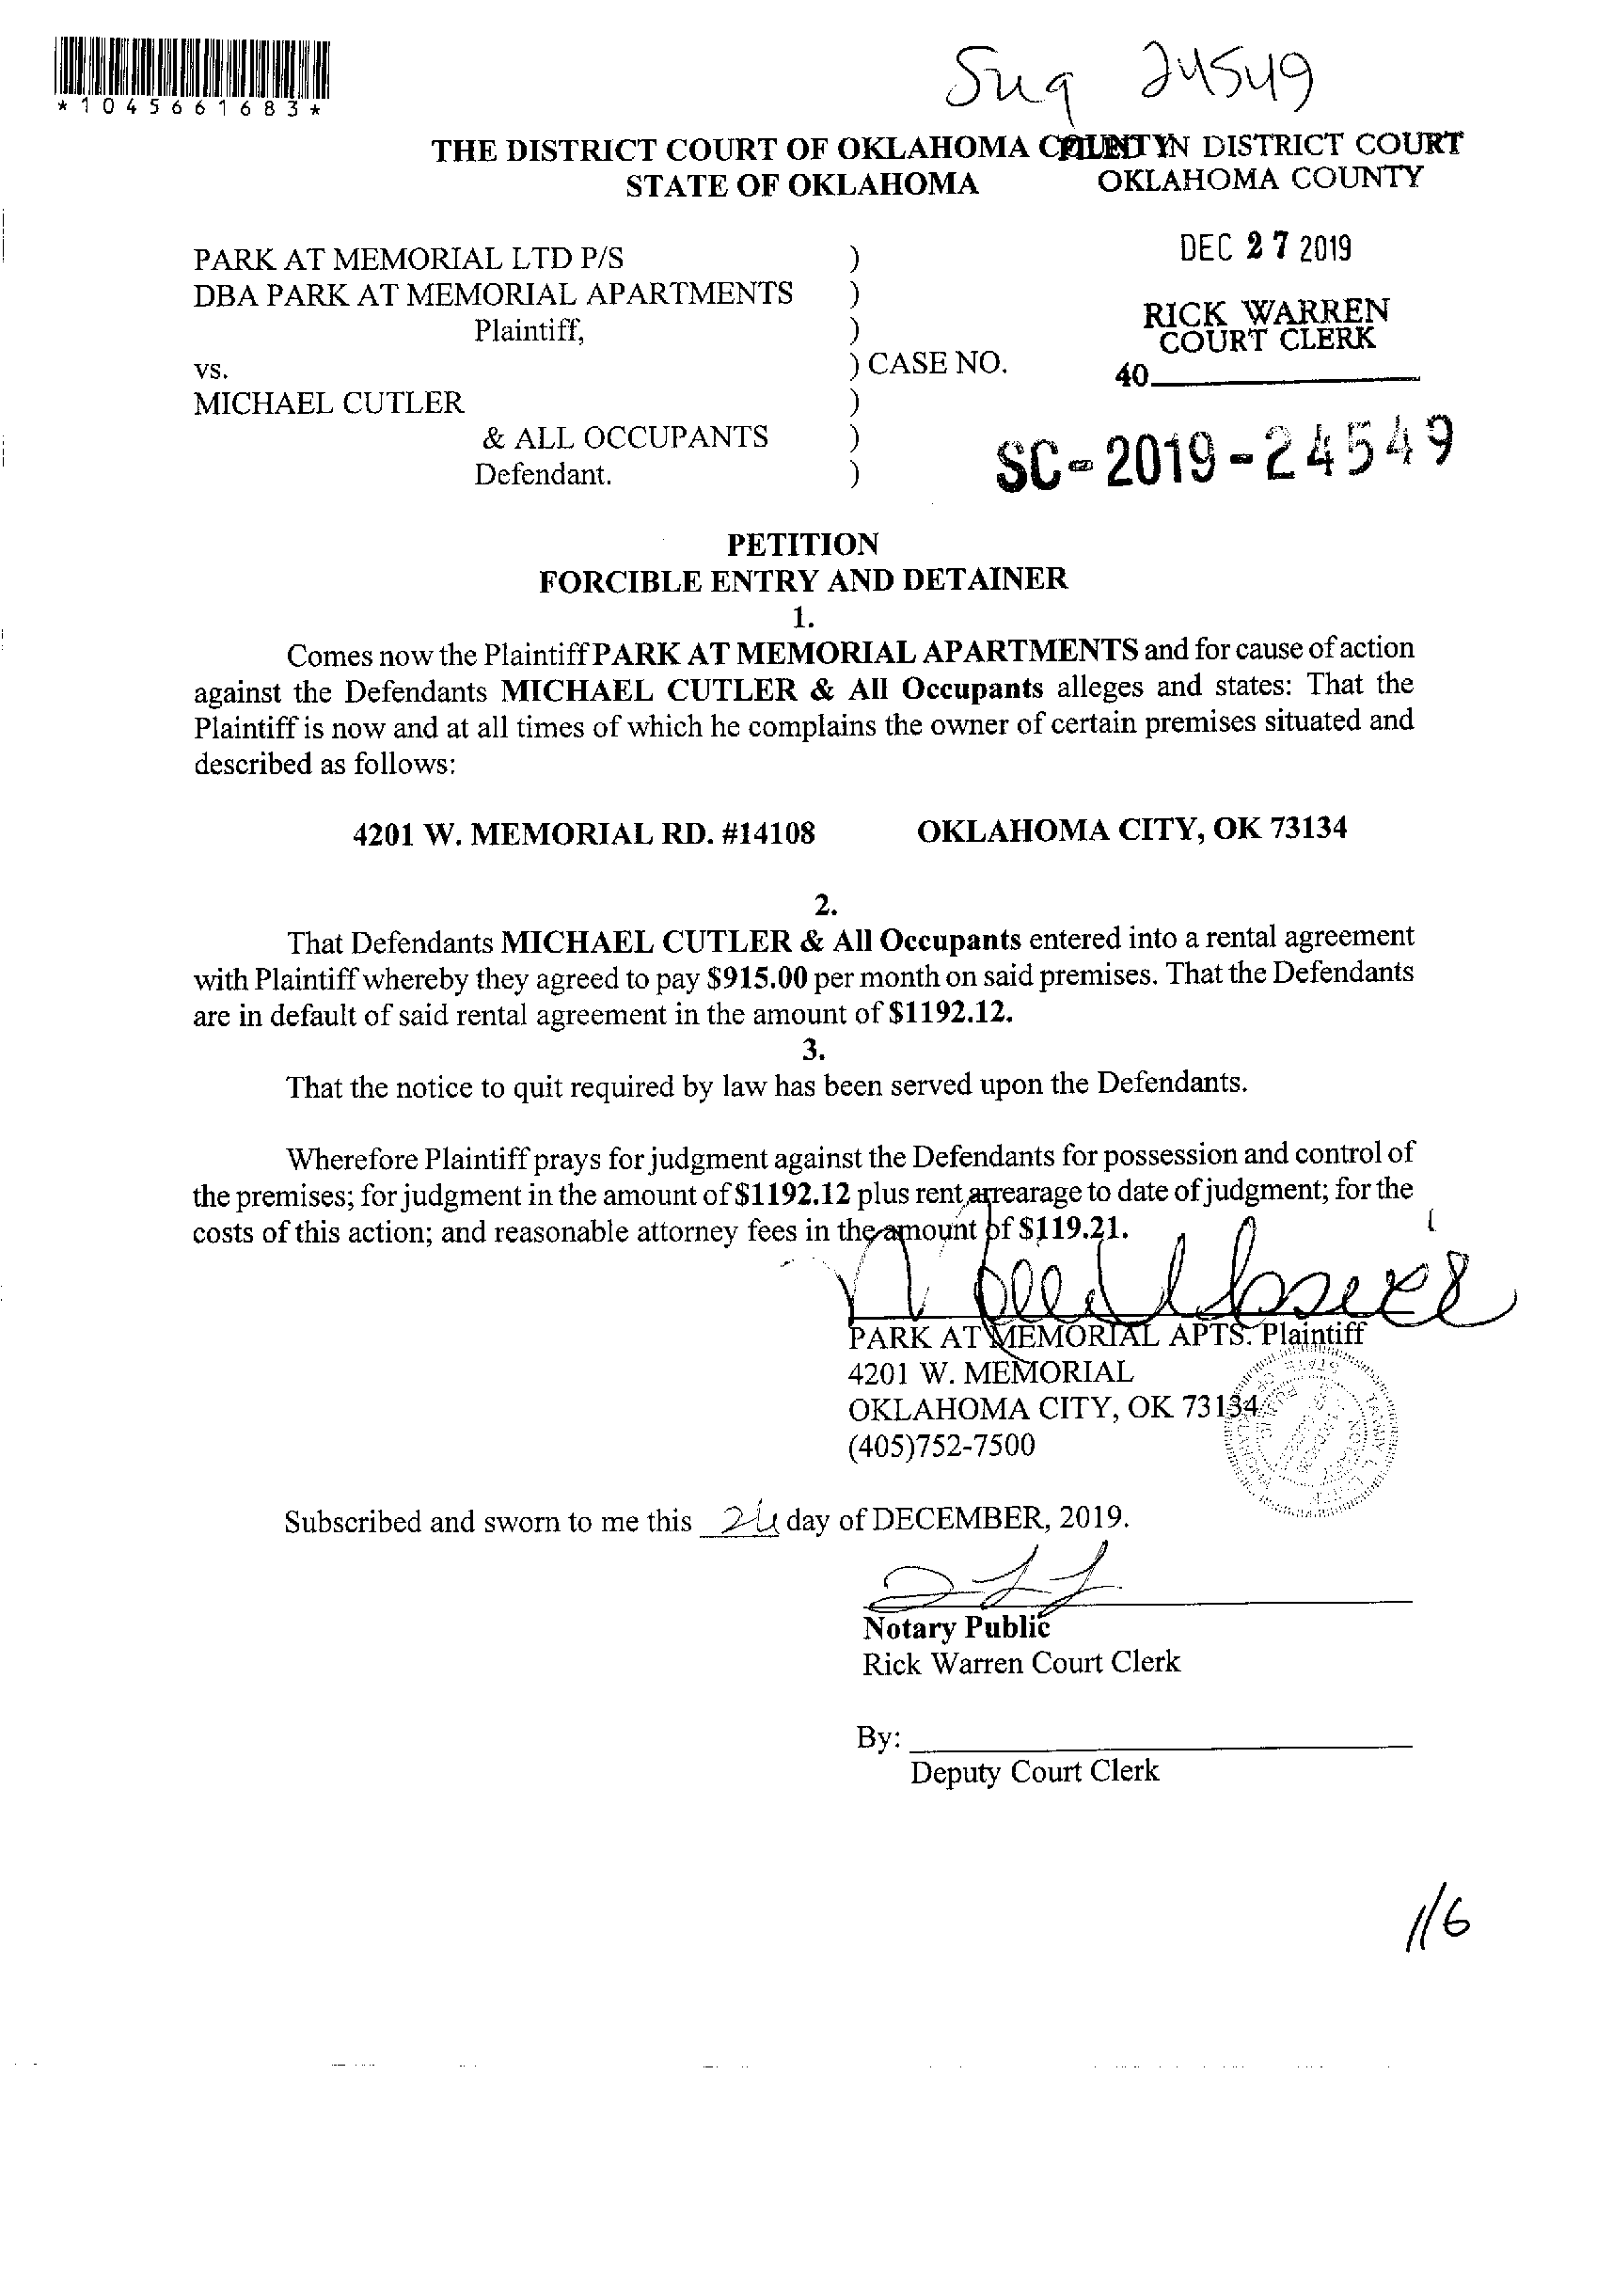 *1045661683*
24549
THE DISTRICT COURT OF OKLAHOMA COUNTY
FILED IN DISTRICT COURT
STATE OF OKLAHOMA
OKLAHOMA COUNTY
DEC 27 2019
PARK AT MEMORIAL LTD P/S )
DBA PARK AT MEMORIAL APARTMENTS )
Plaintiff, )
RICK WARREN
COURT CLERK
vs. ) CASE NO.
40
MICHAEL CUTLER )
& ALL OCCUPANTS )
Defendant. )
SC-2019-24549
PETITION
FORCIBLE ENTRY AND DETAINER
1.
Comes now the Plaintiff PARK AT MEMORIAL APARTMENTS and for cause of action
against the Defendants MICHAEL CUTLER & All Occupants alleges and states: That the
Plaintiff is now and at all times of which he complains the owner of certain premises situated and
described as follows:
4201 W. MEMORIAL RD. #14108 OKLAHOMA CITY, OK 73134
2.
That Defendants MICHAEL CUTLER & All Occupants entered into a rental agreement
with Plaintiff whereby they agreed to pay $915.00 per month on said premises. That the Defendants
are in default of said rental agreement in the amount of $1192.12.
3.
That the notice to quit required by law has been served upon the Defendants.
Wherefore Plaintiff prays for judgment against the Defendants for possession and control of
the premises; for judgment in the amount of $1192.12 plus rent arrearage to date of judgment; for the
costs of this action; and reasonable attorney fees in the amount of $119.21.
PARK AT MEMORIAL APTS. Plaintiff
4201 W. MEMORIAL
OKLAHOMA CITY, OK 73134
(405)752-7500
Subscribed and sworn to me this day of DECEMBER, 2019.
Notary Public
Rick Warren Court Clerk
By:
Deputy Court Clerk
1/6